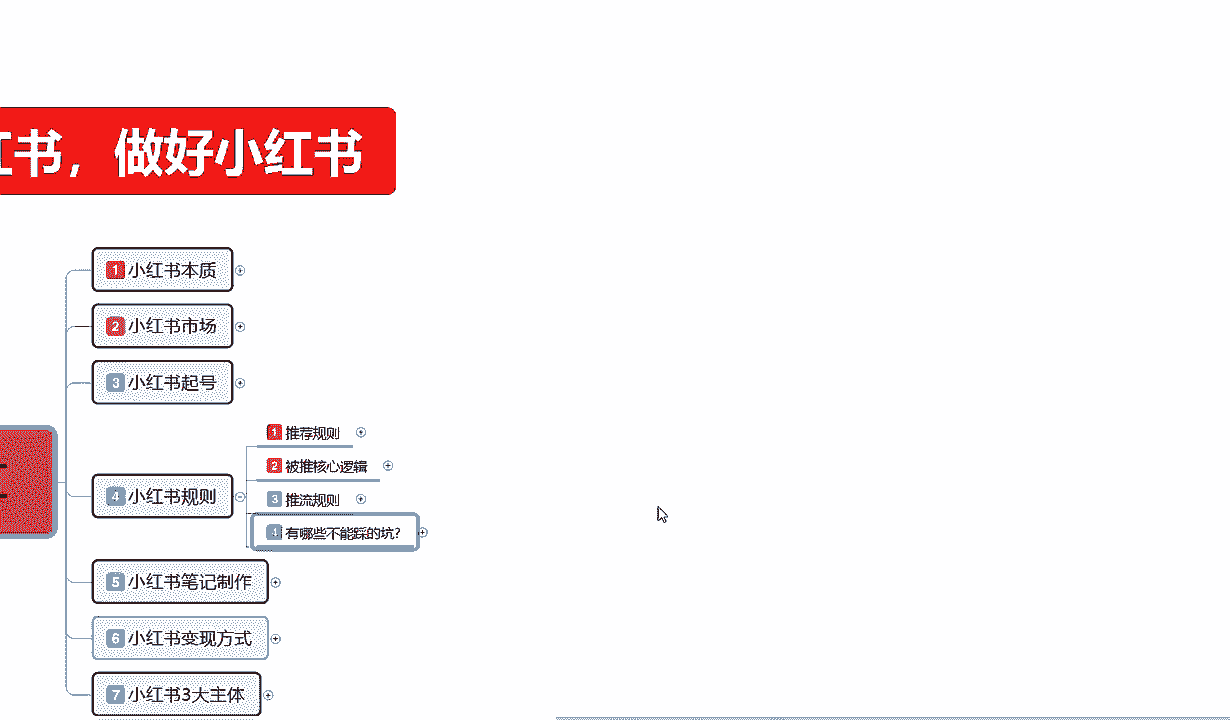 书，做好小红书
1 小红书本质
2 小红书市场
3 小红书起号
4 小红书规则
1 推荐规则
2 被推核心逻辑
3 推流规则
4 有哪些不能踩的坑?
5 小红书笔记制作
6 小红书变现方式
7 小红书3大主体